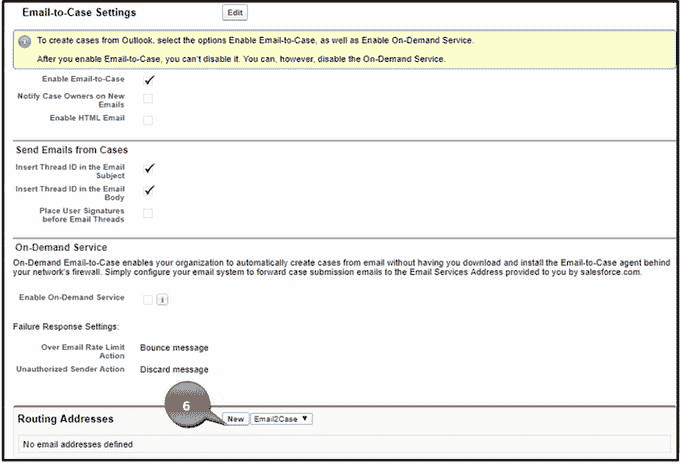 Email-to-Case Settings Edit
To create cases from Outlook, select the options Enable Email-to-Case, as well as Enable On-Demand Service.
After you enable Email-to-Case, you can't disable it. You can, however, disable the On-Demand Service.
Enable Email-to-Case
Notify Case Owners on New
Emails
Enable HTML Email
Send Emails from Cases
Insert Thread ID in the Email
Subject
Insert Thread ID in the Email
Body
Place User Signatures
before Email Threads
On-Demand Service
On-Demand Email-to-Case enables your organization to automatically create cases from email without having you download and install the Email-to-Case agent behind
your network's firewall. Simply configure your email system to forward case submission emails to the Email Services Address provided to you by salesforce.com.
Enable On-Demand Service i
Failure Response Settings:
Over Email Rate Limit
Action Bounce message
Unauthorized Sender Action Discard message
6
Routing Addresses New Email2Case
No email addresses defined